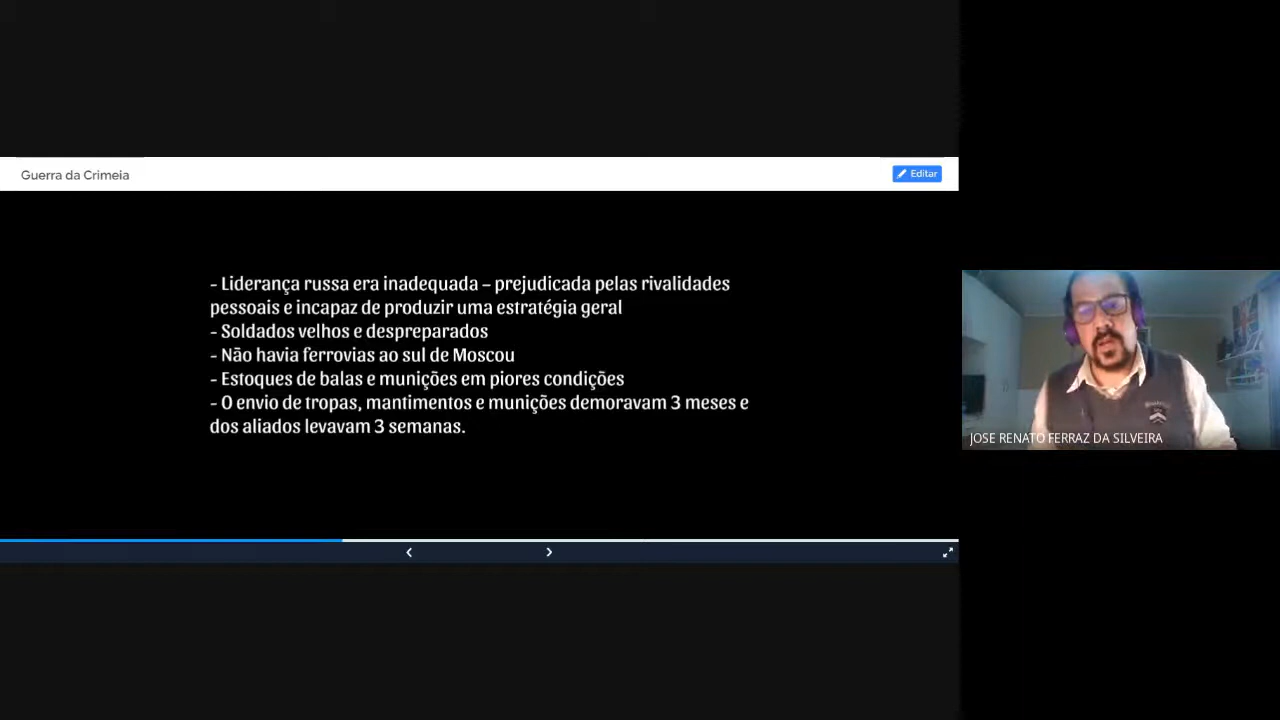 Guerra da Crimeia
Editar
- Liderança russa era inadequada – prejudicada pelas rivalidades
pessoais e incapaz de produzir uma estratégia geral
- Soldados velhos e despreparados
- Não havia ferrovias ao sul de Moscou
- Estoques de balas e munições em piores condições
- O envio de tropas, mantimentos e munições demoravam 3 meses e
dos aliados levavam 3 semanas.
JOSE RENATO FERRAZ DA SILVEIRA